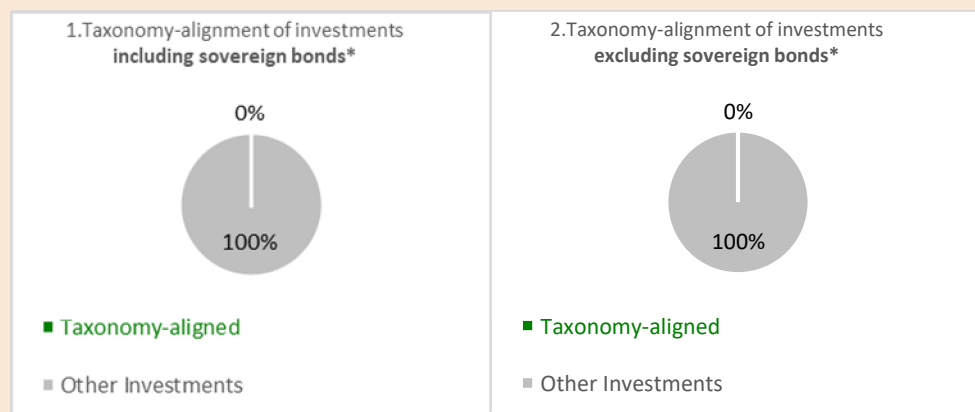 1.Taxonomy-alignment of investments
including sovereign bonds*
0%
100%
Taxonomy-aligned
Other Investments
2.Taxonomy-alignment of investments
excluding sovereign bonds*
0%
100%
Taxonomy-aligned
Other Investments